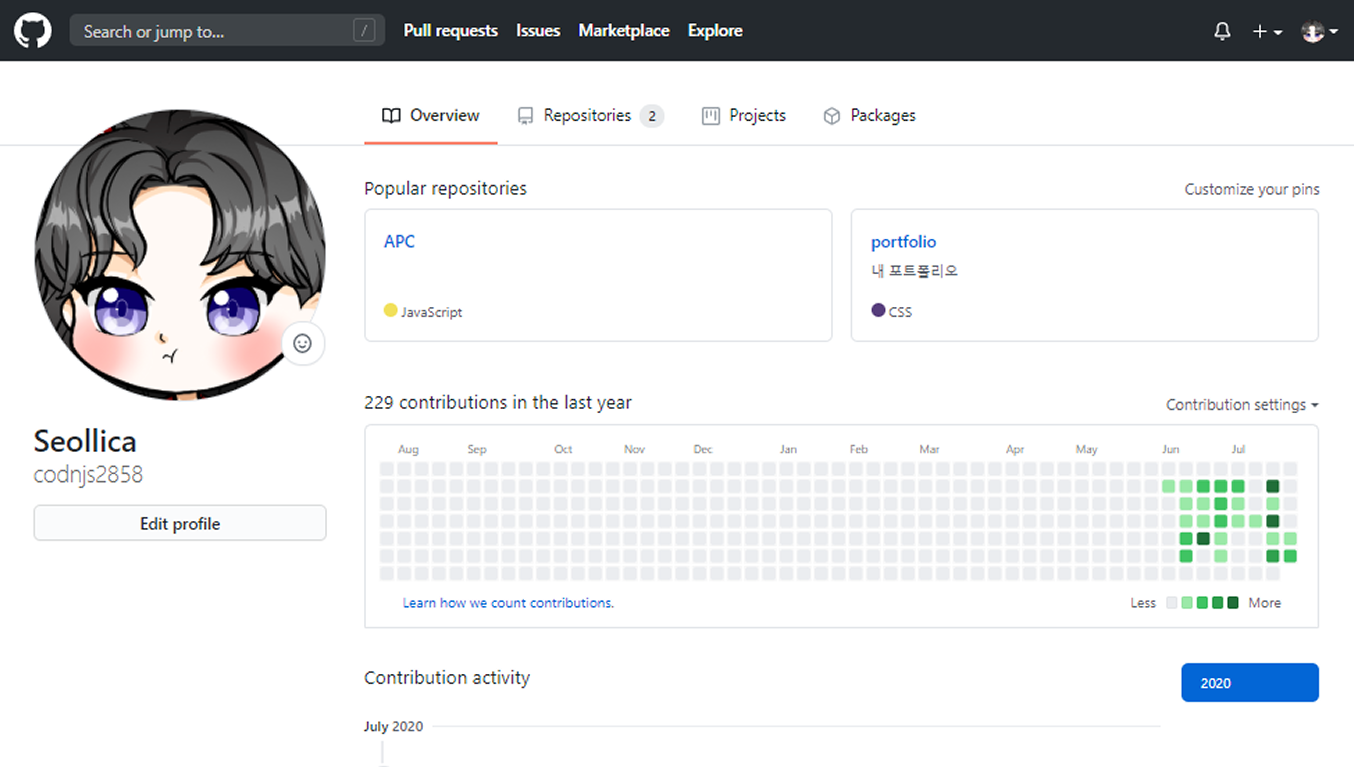 Search or jump to... /
Pull requests Issues Marketplace Explore
Overview Repositories 2 Projects Packages
Popular repositories
Customize your pins
APC
JavaScript
portfolio
내 포트폴리오
CSS
Seollica
codnjs2858
Edit profile
229 contributions in the last year
Contribution settings
Aug Sep Oct Nov Dec Jan Feb Mar Apr May Jun Jul
Learn how we count contributions.
Less More
Contribution activity
2020
July 2020